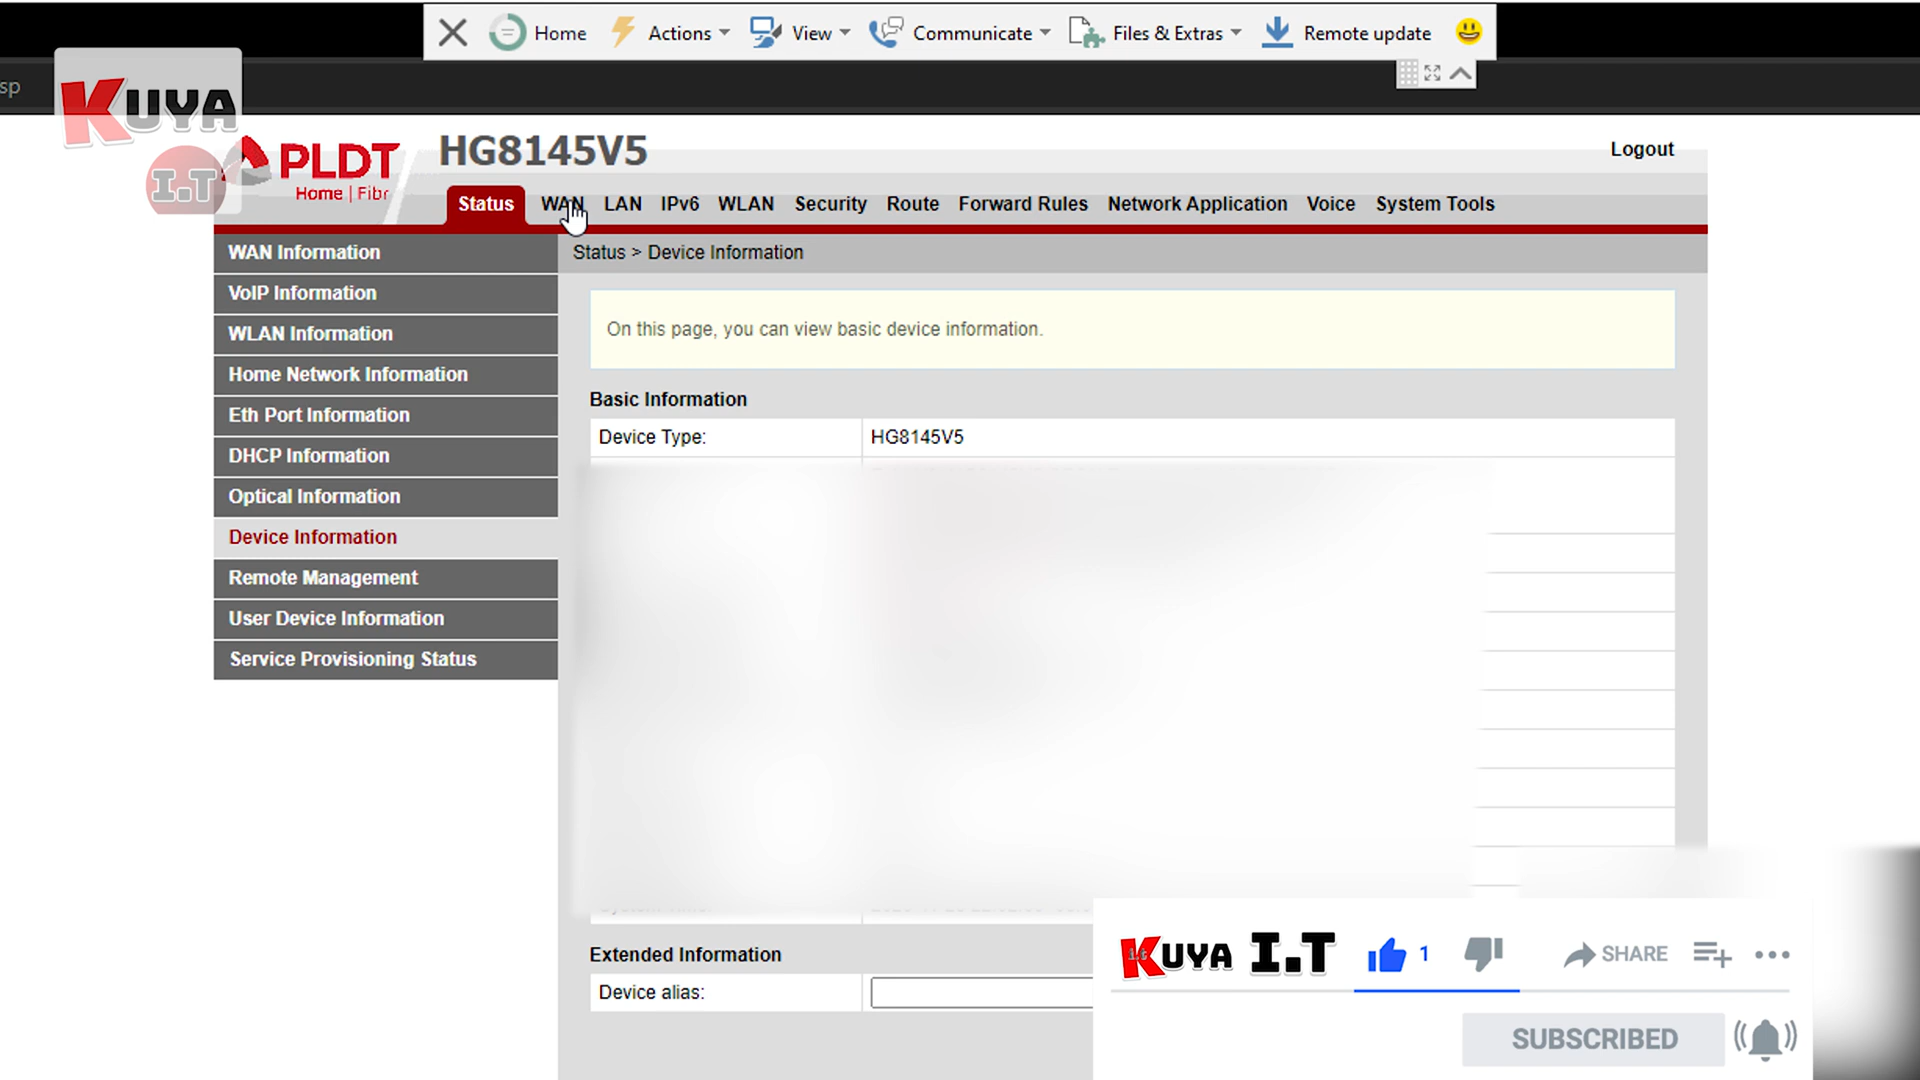 Home Actions View Communicate Files & Extras Remote update
sp
KUYA
I.T
PLDT
Home | Fibr
HG8145V5
Logout
Status WAN LAN IPv6 WLAN Security Route Forward Rules Network Application Voice System Tools
WAN Information
VoIP Information
WLAN Information
Home Network Information
Eth Port Information
DHCP Information
Optical Information
Device Information
Remote Management
User Device Information
Service Provisioning Status
Status > Device Information
On this page, you can view basic device information.
Basic Information
Device Type: HG8145V5
Extended Information
Device alias:
KUYA I.T 1 SHARE
SUBSCRIBED